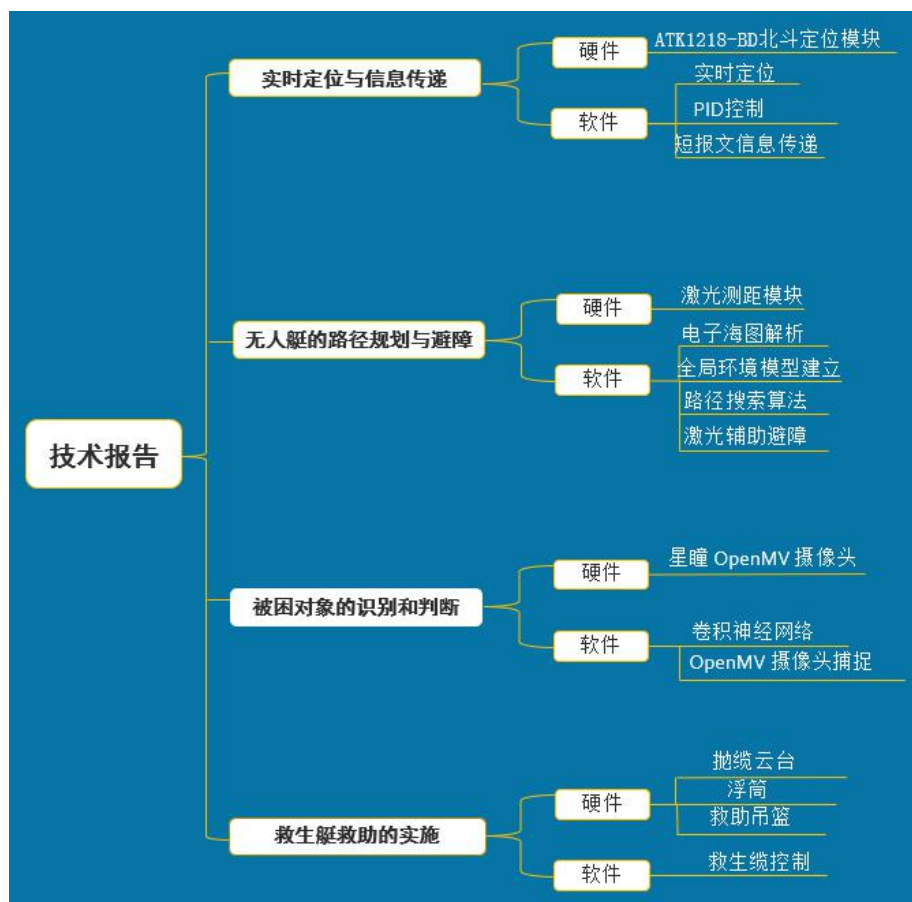 技术报告
实时定位与信息传递
硬件
ATK1218-BD北斗定位模块
软件
实时定位
PID控制
短报文信息传递
无人艇的路径规划与避障
硬件
激光测距模块
软件
电子海图解析
全局环境模型建立
路径搜索算法
激光辅助避障
被困对象的识别和判断
硬件
星瞳 OpenMV 摄像头
软件
卷积神经网络
OpenMV 摄像头捕捉
救生艇救助的实施
硬件
抛缆云台
浮筒
救助吊篮
软件
救生缆控制